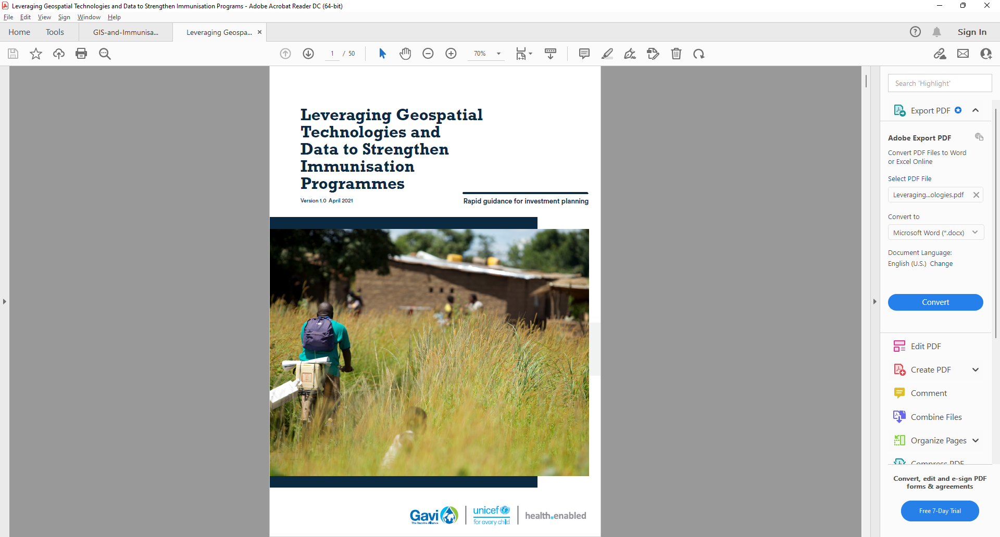 Leveraging Geospatial Technologies and Data to Strengthen Immunisation Programs - Adobe Acrobat Reader DC (64-bit)
File Edit View Sign Window Help
Home Tools GIS-and-Immunisa... Leveraging Geospa... Sign In
1 / 50 70%
Leveraging Geospatial
Technologies and
Data to Strengthen
Immunisation
Programmes
Version 1.0 April 2021
Rapid guidance for investment planning
Gavi
The Vaccine Alliance
unicef
for every child
health.enabled
Search 'Highlight'
Export PDF
Adobe Export PDF
Convert PDF Files to Word
or Excel Online
Select PDF File
Leveraging...ologies.pdf
Convert to
Microsoft Word (*.docx)
Document Language:
English (U.S.) Change
Convert
Edit PDF
Create PDF
Comment
Combine Files
Organize Pages
Compress PDF
Convert, edit and e-sign PDF
forms & agreements
Free 7-Day Trial